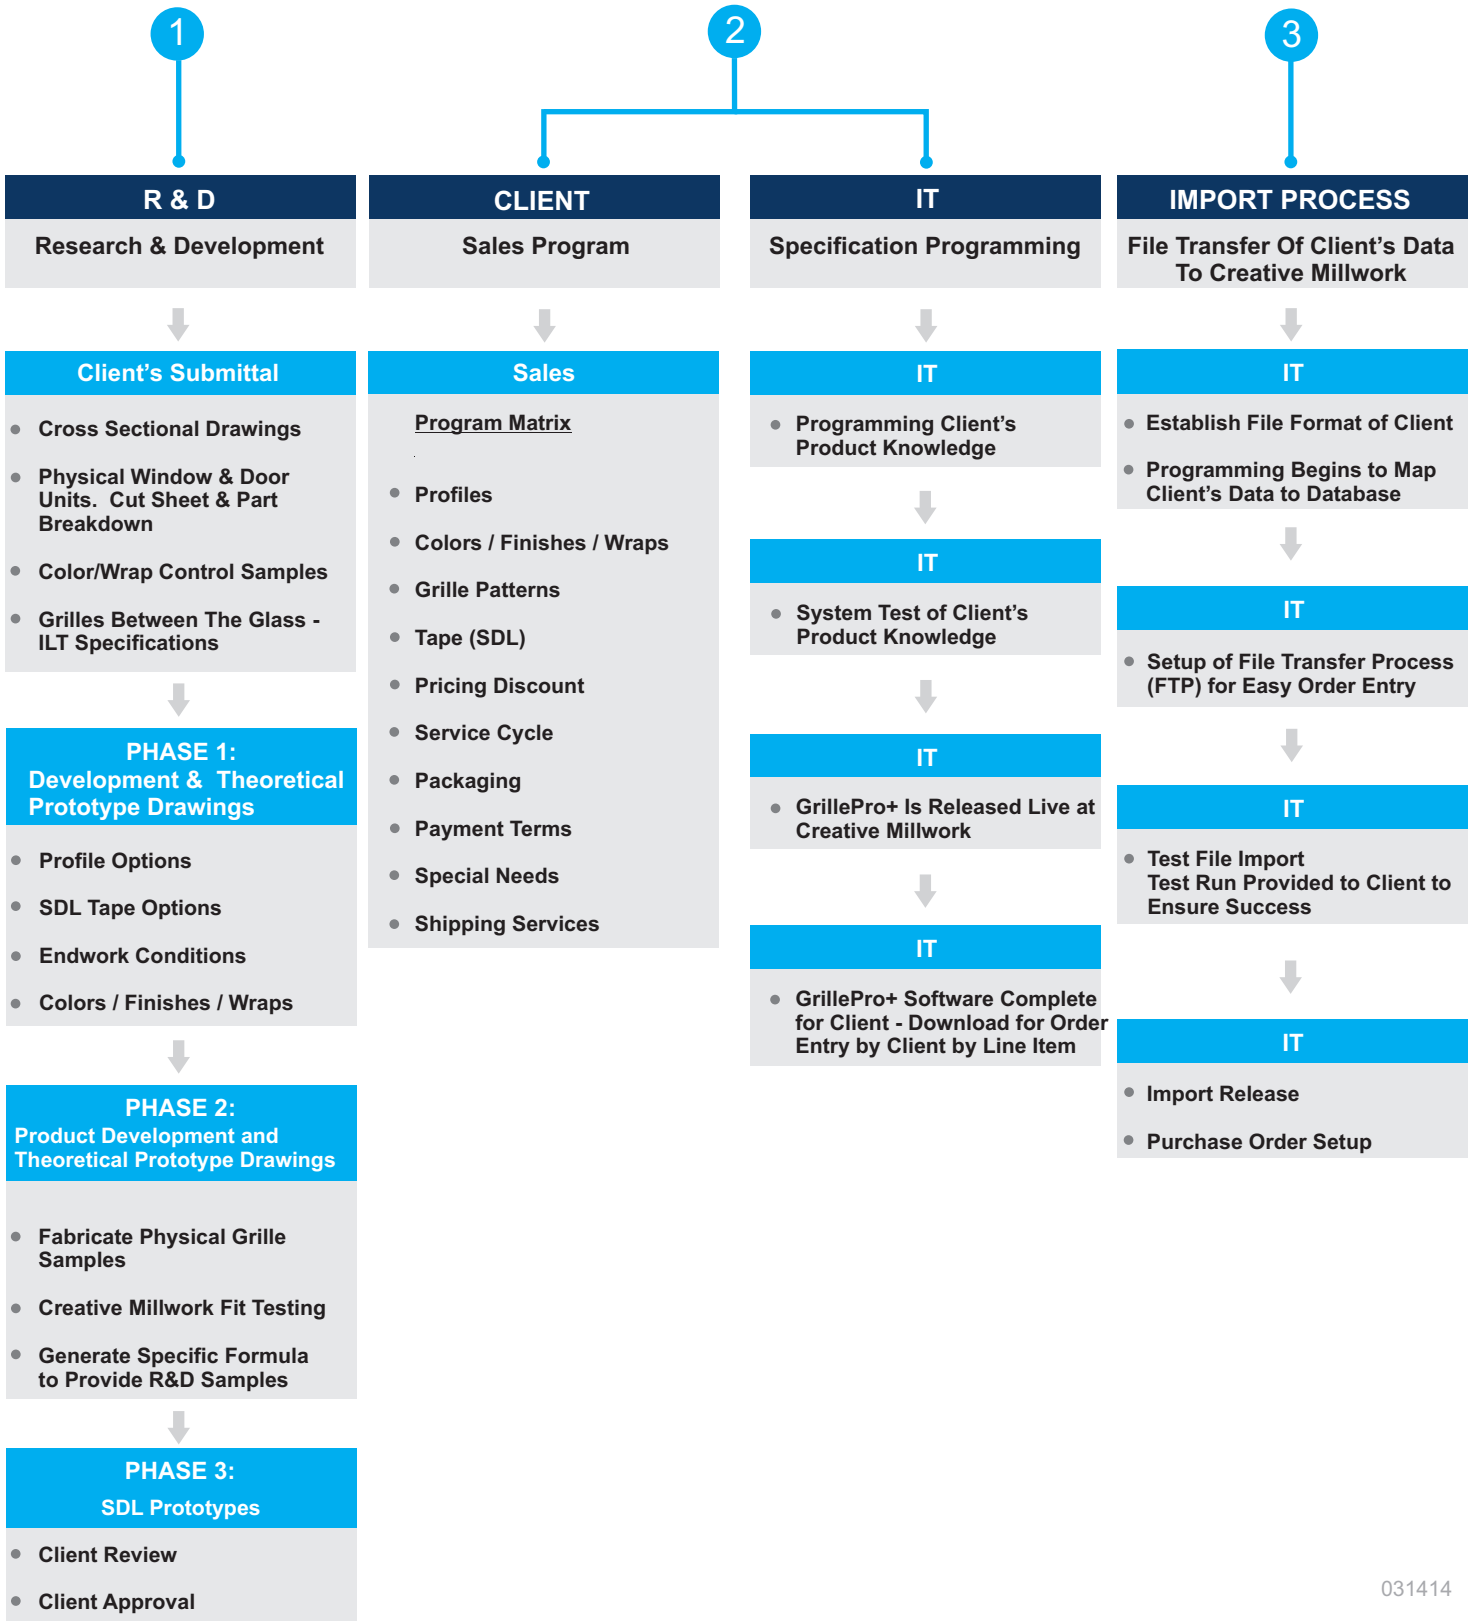 1
2
3
R & D
Research & Development
Client’s Submittal
Cross Sectional Drawings
Physical Window & Door
Units.  Cut Sheet & Part
Breakdown
Color/Wrap Control Samples
Grilles Between The Glass -
ILT Specifications
PHASE 1:
Development &  Theoretical
Prototype Drawings
Profile Options
SDL Tape Options
Endwork Conditions
Colors / Finishes / Wraps
PHASE 2:
Product Development and
Theoretical Prototype Drawings
Fabricate Physical Grille
Samples
Creative Millwork Fit Testing
Generate Specific Formula
to Provide R&D Samples
PHASE 3:
SDL Prototypes
Client Review
Client Approval
CLIENT
Sales Program
Sales
Program Matrix
Profiles
Colors / Finishes / Wraps
Grille Patterns
Tape (SDL)
Pricing Discount
Service Cycle
Packaging
Payment Terms
Special Needs
Shipping Services
IT
Specification Programming
IT
Programming Client’s
Product Knowledge
IT
System Test of Client’s
Product Knowledge
IT
GrillePro+ Is Released Live at
Creative Millwork
IT
GrillePro+ Software Complete
for Client - Download for Order
Entry by Client by Line Item
IMPORT PROCESS
File Transfer Of Client’s Data
To Creative Millwork
IT
Establish File Format of Client
Programming Begins to Map
Client’s Data to Database
IT
Setup of File Transfer Process
(FTP) for Easy Order Entry
IT
Test File Import
Test Run Provided to Client to
Ensure Success
IT
Import Release
Purchase Order Setup
031414